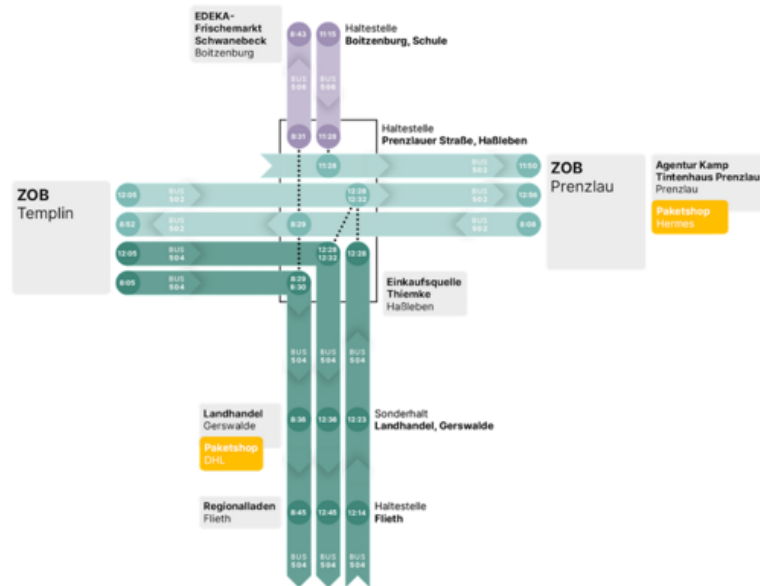 EDEKA-
Frischemarkt
Schwanebeck
Boitzenburg
8:43
11:15
Haltestelle
Boitzenburg, Schule
BUS
506
BUS
506
8:31
11:28
Haltestelle
Prenzlauer Straße, Haßleben
11:28
BUS
502
11:50
ZOB
Templin
12:05
BUS
502
12:28
12:32
BUS
502
12:56
8:52
BUS
502
8:29
BUS
502
8:08
ZOB
Prenzlau
Agentur Kamp
Tintenhaus Prenzlau
Prenzlau
Paketshop
Hermes
12:05
BUS
504
12:29
12:32
12:28
8:05
BUS
504
8:29
8:30
Einkaufsquelle
Thiemke
Haßleben
BUS
504
BUS
504
BUS
504
Landhandel
Gerswalde
Paketshop
DHL
8:36
12:36
12:23
Sonderhalt
Landhandel, Gerswalde
Regionalladen
Flieth
8:45
12:45
12:14
Haltestelle
Flieth
BUS
504
BUS
504
BUS
504